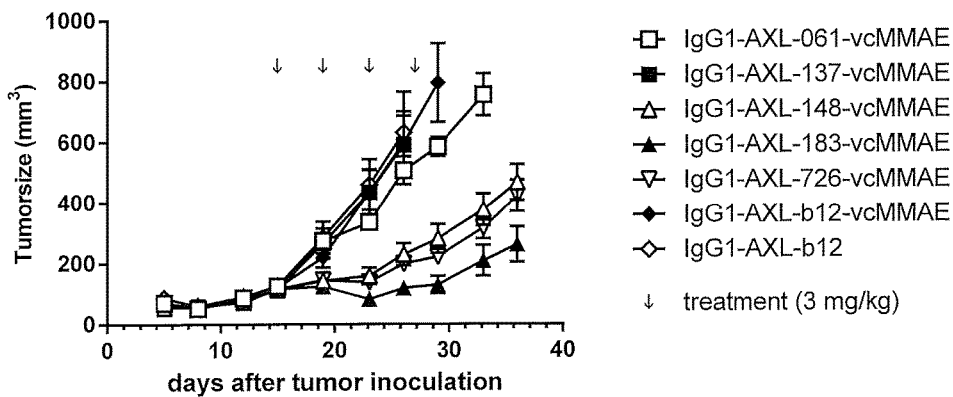 1000
800
600
400
200
0
Tumorsize (mm³)
0 10 20 30 40
days after tumor inoculation
IgG1-AXL-061-vcMMAE
IgG1-AXL-137-vcMMAE
IgG1-AXL-148-vcMMAE
IgG1-AXL-183-vcMMAE
IgG1-AXL-726-vcMMAE
IgG1-AXL-b12-vcMMAE
IgG1-AXL-b12
↓ treatment (3 mg/kg)